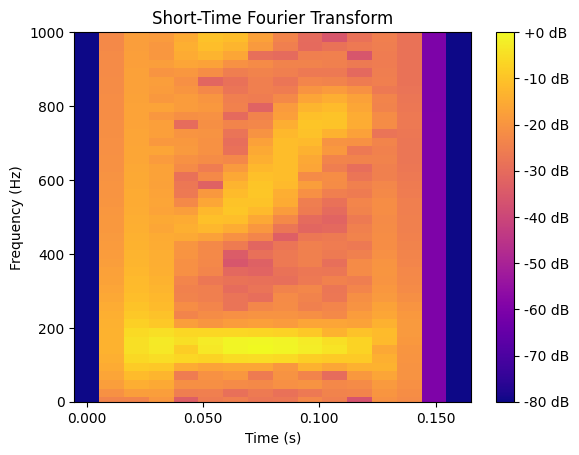 Short-Time Fourier Transform
1000
800
600
400
200
0
Frequency (Hz)
0.000
0.050
0.100
0.150
Time (s)
+0 dB
-10 dB
-20 dB
-30 dB
-40 dB
-50 dB
-60 dB
-70 dB
-80 dB